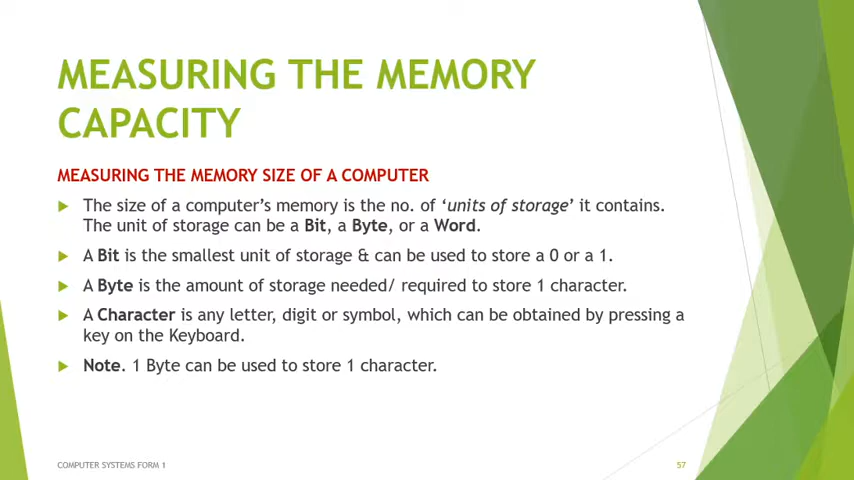 MEASURING THE MEMORY
CAPACITY
MEASURING THE MEMORY SIZE OF A COMPUTER
The size of a computer’s memory is the no. of ‘units of storage’ it contains.
The unit of storage can be a Bit, a Byte, or a Word.
A Bit is the smallest unit of storage & can be used to store a 0 or a 1.
A Byte is the amount of storage needed/ required to store 1 character.
A Character is any letter, digit or symbol, which can be obtained by pressing a
key on the Keyboard.
Note. 1 Byte can be used to store 1 character.
COMPUTER SYSTEMS FORM 1
57